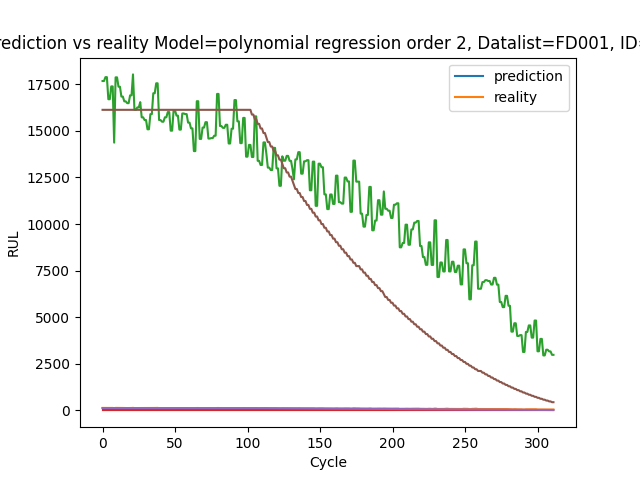 rediction vs reality Model=polynomial regression order 2, Datalist=FD001, ID=
prediction
reality
RUL
17500
15000
12500
10000
7500
5000
2500
0
0 50 100 150 200 250 300
Cycle